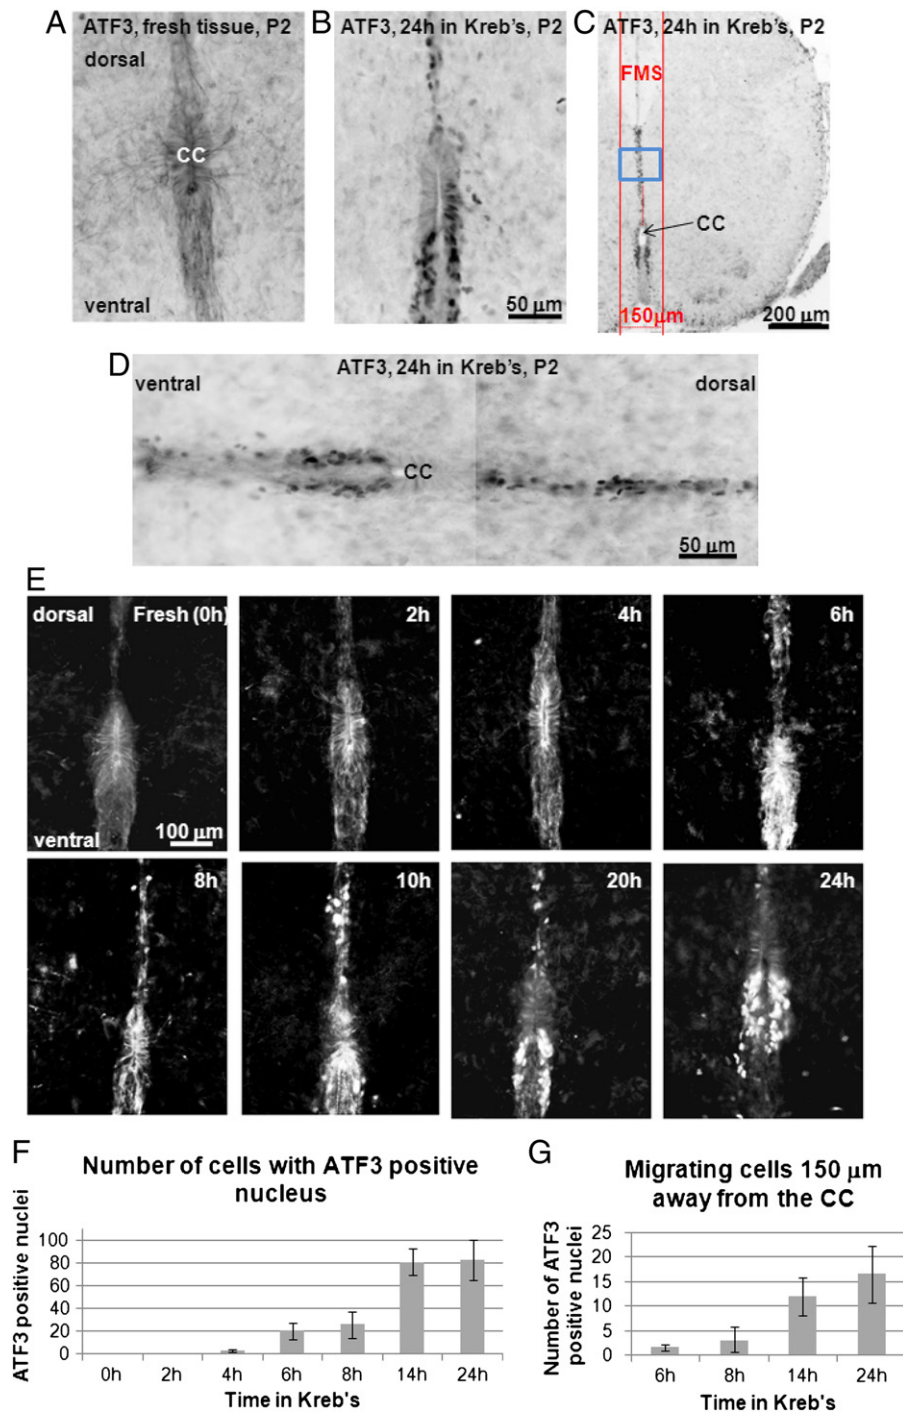 A
ATF3, fresh tissue, P2
dorsal
CC
ventral
B
ATF3, 24h in Kreb's, P2
50 μm
C
ATF3, 24h in Kreb's, P2
FMS
CC
150μm
200 μm
D
ATF3, 24h in Kreb's, P2
ventral
dorsal
CC
50 μm
E
dorsal
Fresh (0h)
ventral
100 μm
2h
4h
6h
8h
10h
20h
24h
F
Number of cells with ATF3 positive
nucleus
ATF3 positive nuclei
100
80
60
40
20
0
0h 2h 4h 6h 8h 14h 24h
Time in Kreb's
G
Migrating cells 150 μm
away from the CC
Number of ATF3
positive nuclei
25
20
15
10
5
0
6h 8h 14h 24h
Time in Kreb's